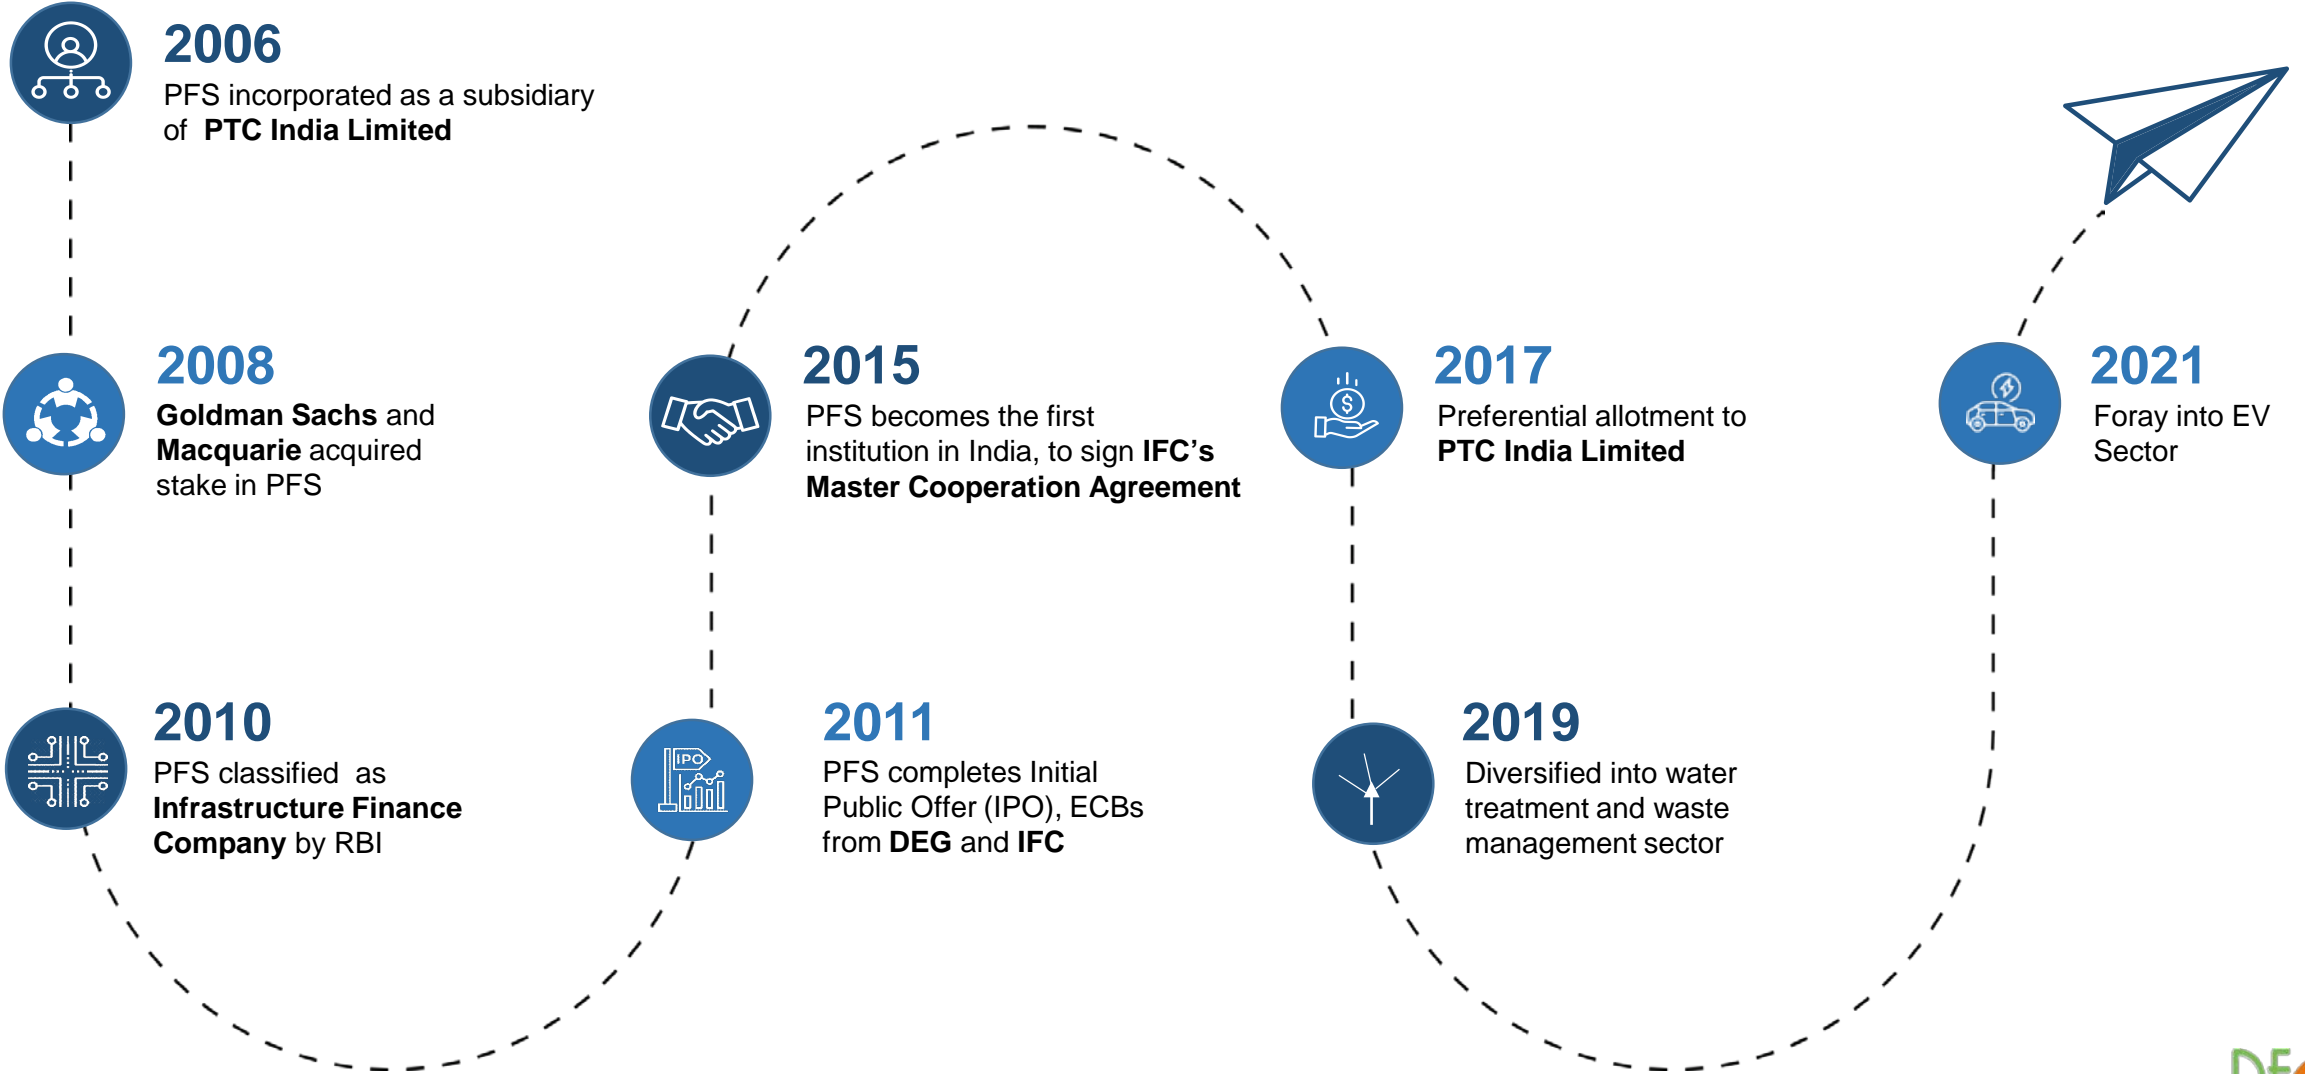 2006
PFS incorporated as a subsidiary
of PTC India Limited
2008
Goldman Sachs and
Macquarie acquired
stake in PFS
2010
PFS classified as
Infrastructure Finance
Company by RBI
2011
PFS completes Initial
Public Offer (IPO), ECBs
from DEG and IFC
IPO
2015
PFS becomes the first
institution in India, to sign IFC’s
Master Cooperation Agreement
2017
Preferential allotment to
PTC India Limited
2019
Diversified into water
treatment and waste
management sector
2021
Foray into EV
Sector